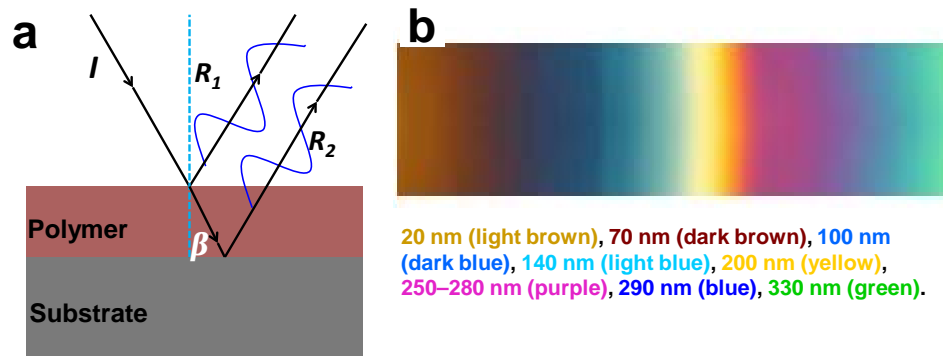 a
I
R1
R2
Polymer
β
Substrate
b
20 nm (light brown), 70 nm (dark brown), 100 nm
(dark blue), 140 nm (light blue), 200 nm (yellow),
250–280 nm (purple), 290 nm (blue), 330 nm (green).